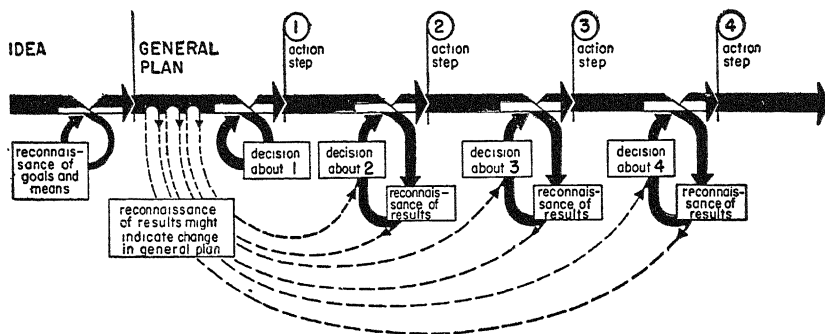 IDEA
GENERAL
PLAN
1
action
step
2
action
step
3
action
step
4
action
step
reconnais-
sance of
goals and
means
decision
about 1
decision
about 2
decision
about 3
decision
about 4
reconnais-
sance of
results
reconnais-
sance of
results
reconnais-
sance of
results
reconnaissance
of results might
indicate change
in general plan